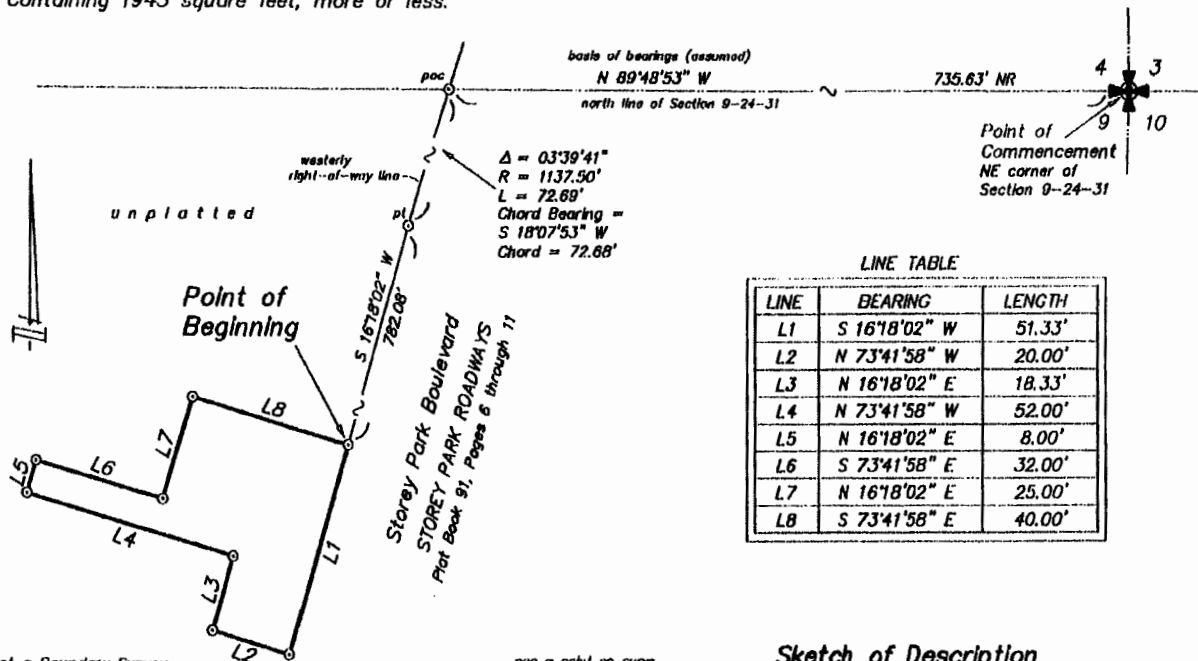 Containing 1943 square feet, more or less.
basis of bearings (assumed)
N 89°48'53" W
735.63' NR
north line of Section 9-24-31
poc
4 3
9 10
Point of
Commencement
NE corner of
Section 9-24-31
westerly
right-of-way line
unplatted
pt
Δ = 03°39'41"
R = 1137.50'
L = 72.69'
Chord Bearing =
S 18°07'53" W
Chord = 72.68'
S 16°18'02" W
782.08'
Point of
Beginning
Storey Park Boulevard
STOREY PARK ROADWAYS
Plat Book 91, Pages 6 through 11
L8
L7
L6
L5
L4
L3
L2
L1
LINE TABLE
LINE BEARING LENGTH
L1 S 16°18'02" W 51.33'
L2 N 73°41'58" W 20.00'
L3 N 16°18'02" E 18.33'
L4 N 73°41'58" W 52.00'
L5 N 16°18'02" E 8.00'
L6 S 73°41'58" E 32.00'
L7 N 16°18'02" E 25.00'
L8 S 73°41'58" E 40.00'
a Boundary Survey
Sketch of Description